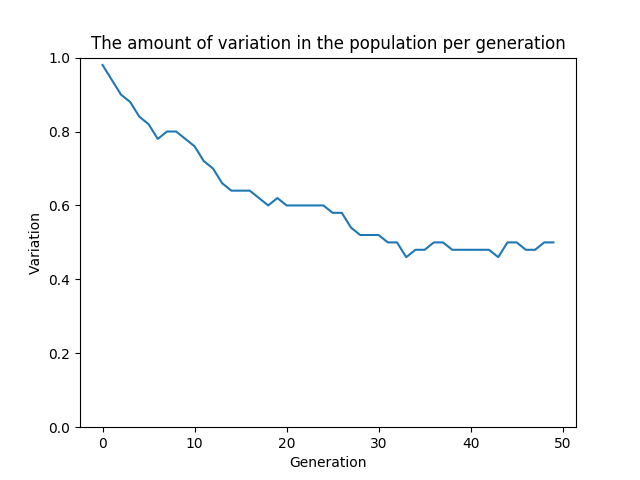 The amount of variation in the population per generation
1.0
0.8
0.6
0.4
0.2
0.0
Variation
0 10 20 30 40 50
Generation